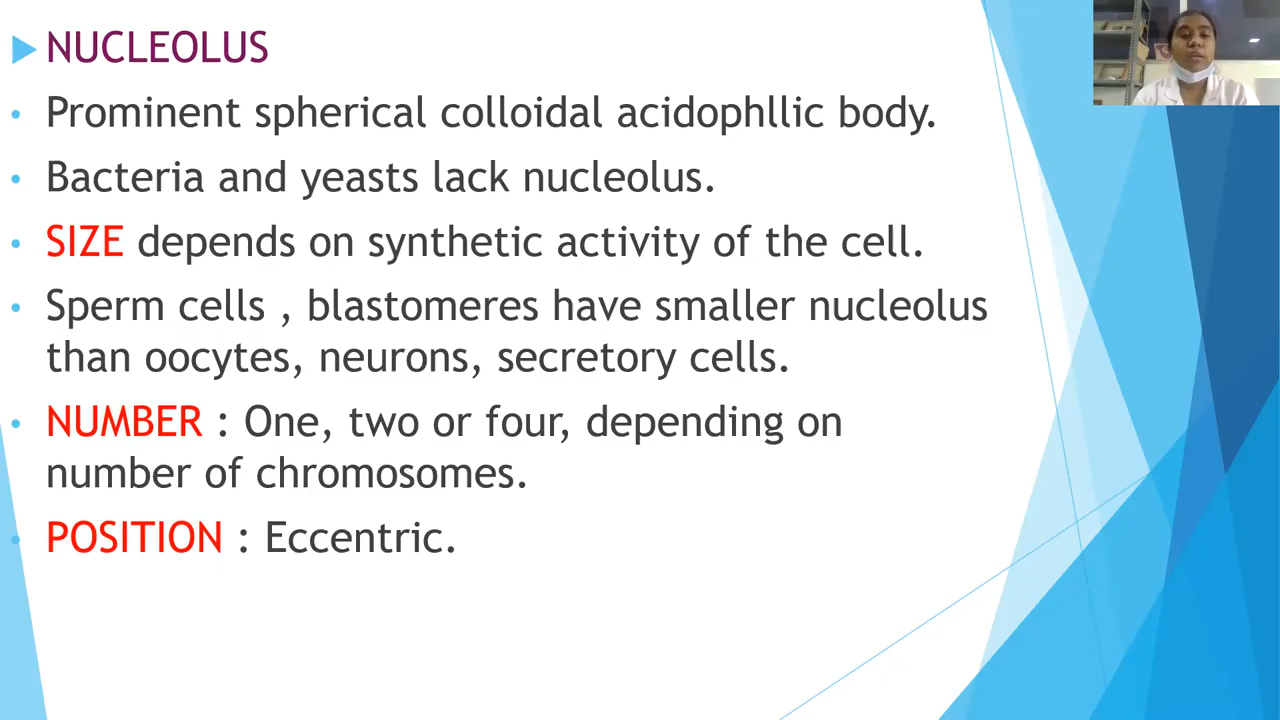 NUCLEOLUS
Prominent spherical colloidal acidophllic body.
Bacteria and yeasts lack nucleolus.
SIZE depends on synthetic activity of the cell.
Sperm cells , blastomeres have smaller nucleolus
than oocytes, neurons, secretory cells.
NUMBER : One, two or four, depending on
number of chromosomes.
POSITION : Eccentric.